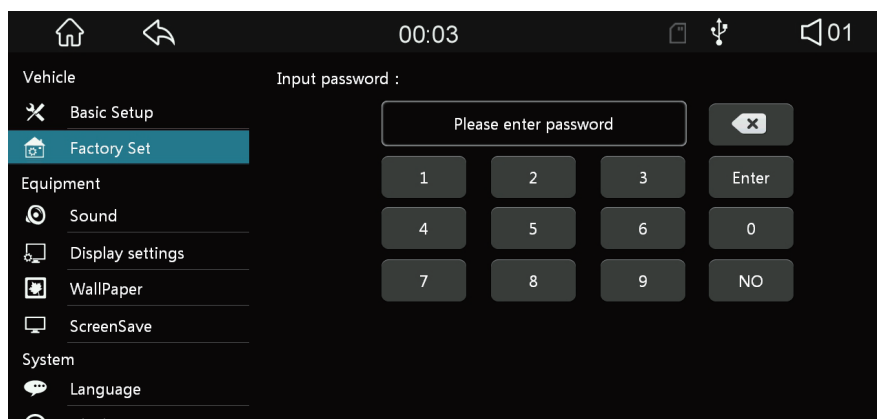 00:03
01
Vehicle
Basic Setup
Factory Set
Equipment
Sound
Display settings
WallPaper
ScreenSave
System
Language
Input password :
Please enter password
1 2 3 Enter
4 5 6 0
7 8 9 NO